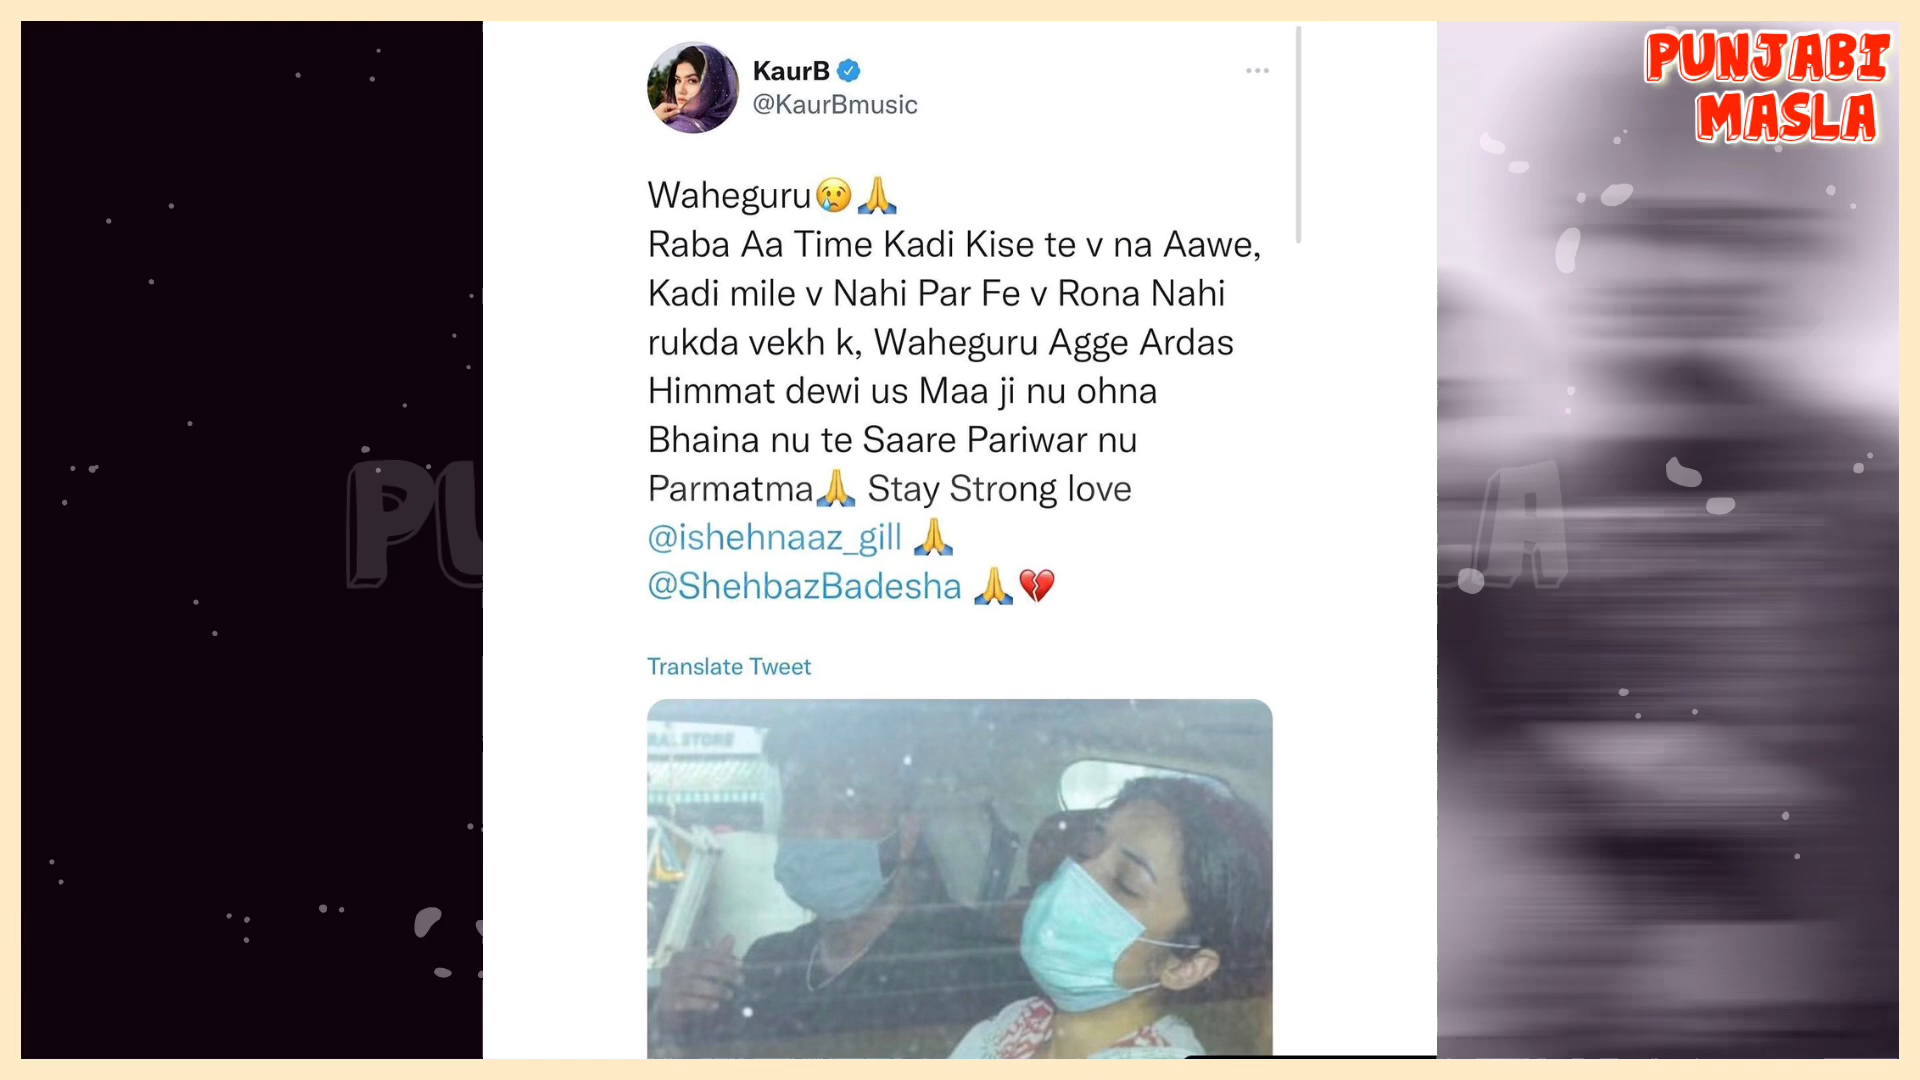 PUNJABI
MASLA
KaurB
@KaurBmusic
Waheguru😢🙏
Raba Aa Time Kadi Kise te v na Aawe,
Kadi mile v Nahi Par Fe v Rona Nahi
rukda vekh k, Waheguru Agge Ardas
Himmat dewi us Maa ji nu ohna
Bhaina nu te Saare Pariwar nu
Parmatma🙏 Stay Strong love
@ishehnaaz_gill 🙏
@ShehbazBadesha 🙏💔
Translate Tweet
STORE